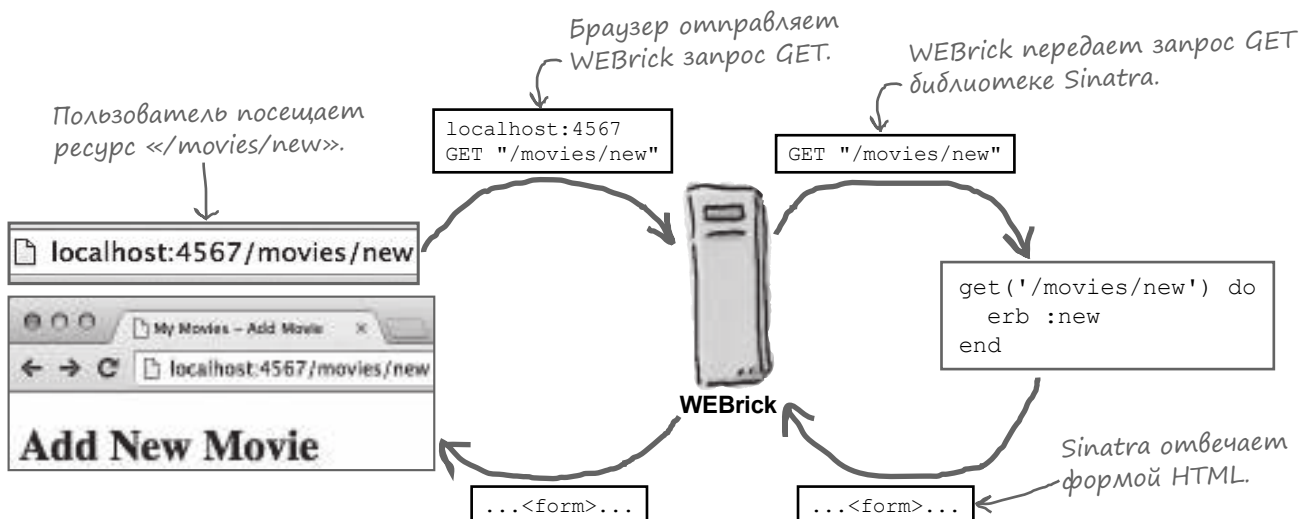 Браузер отправляет
WEBrick запрос GET.
WEBrick передает запрос GET
библиотеке Sinatra.
Пользователь посещает
ресурс «/movies/new».
localhost:4567
GET "/movies/new"
GET "/movies/new"
localhost:4567/movies/new
get('/movies/new') do
erb :new
end
My Movies – Add Movie
localhost:4567/movies/new
WEBrick
Add New Movie
Sinatra отвечает
формой HTML.
...<form>...
...<form>...